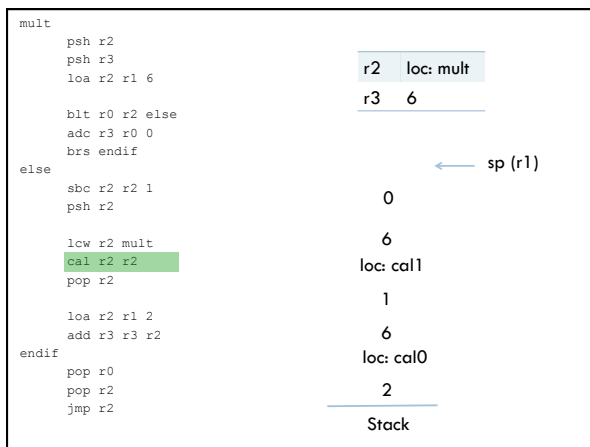 mult
psh r2
psh r3
loa r2 r1 6
blt r0 r2 else
adc r3 r0 0
brs endif
else
sbc r2 r2 1
psh r2
lcw r2 mult
cal r2 r2
pop r2
loa r2 r1 2
add r3 r3 r2
endif
pop r0
pop r2
jmp r2
r2 loc: mult
r3 6
sp (r1)
0
6
loc: cal1
1
6
loc: cal0
2
Stack